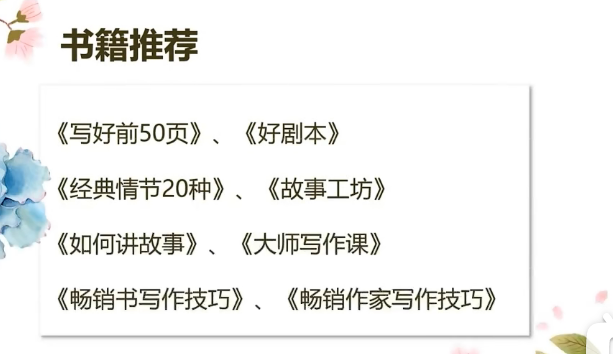 书籍推荐
《写好前50页》、《好剧本》
《经典情节20种》、《故事工坊》
《如何讲故事》、《大师写作课》
《畅销书写作技巧》、《畅销作家写作技巧》